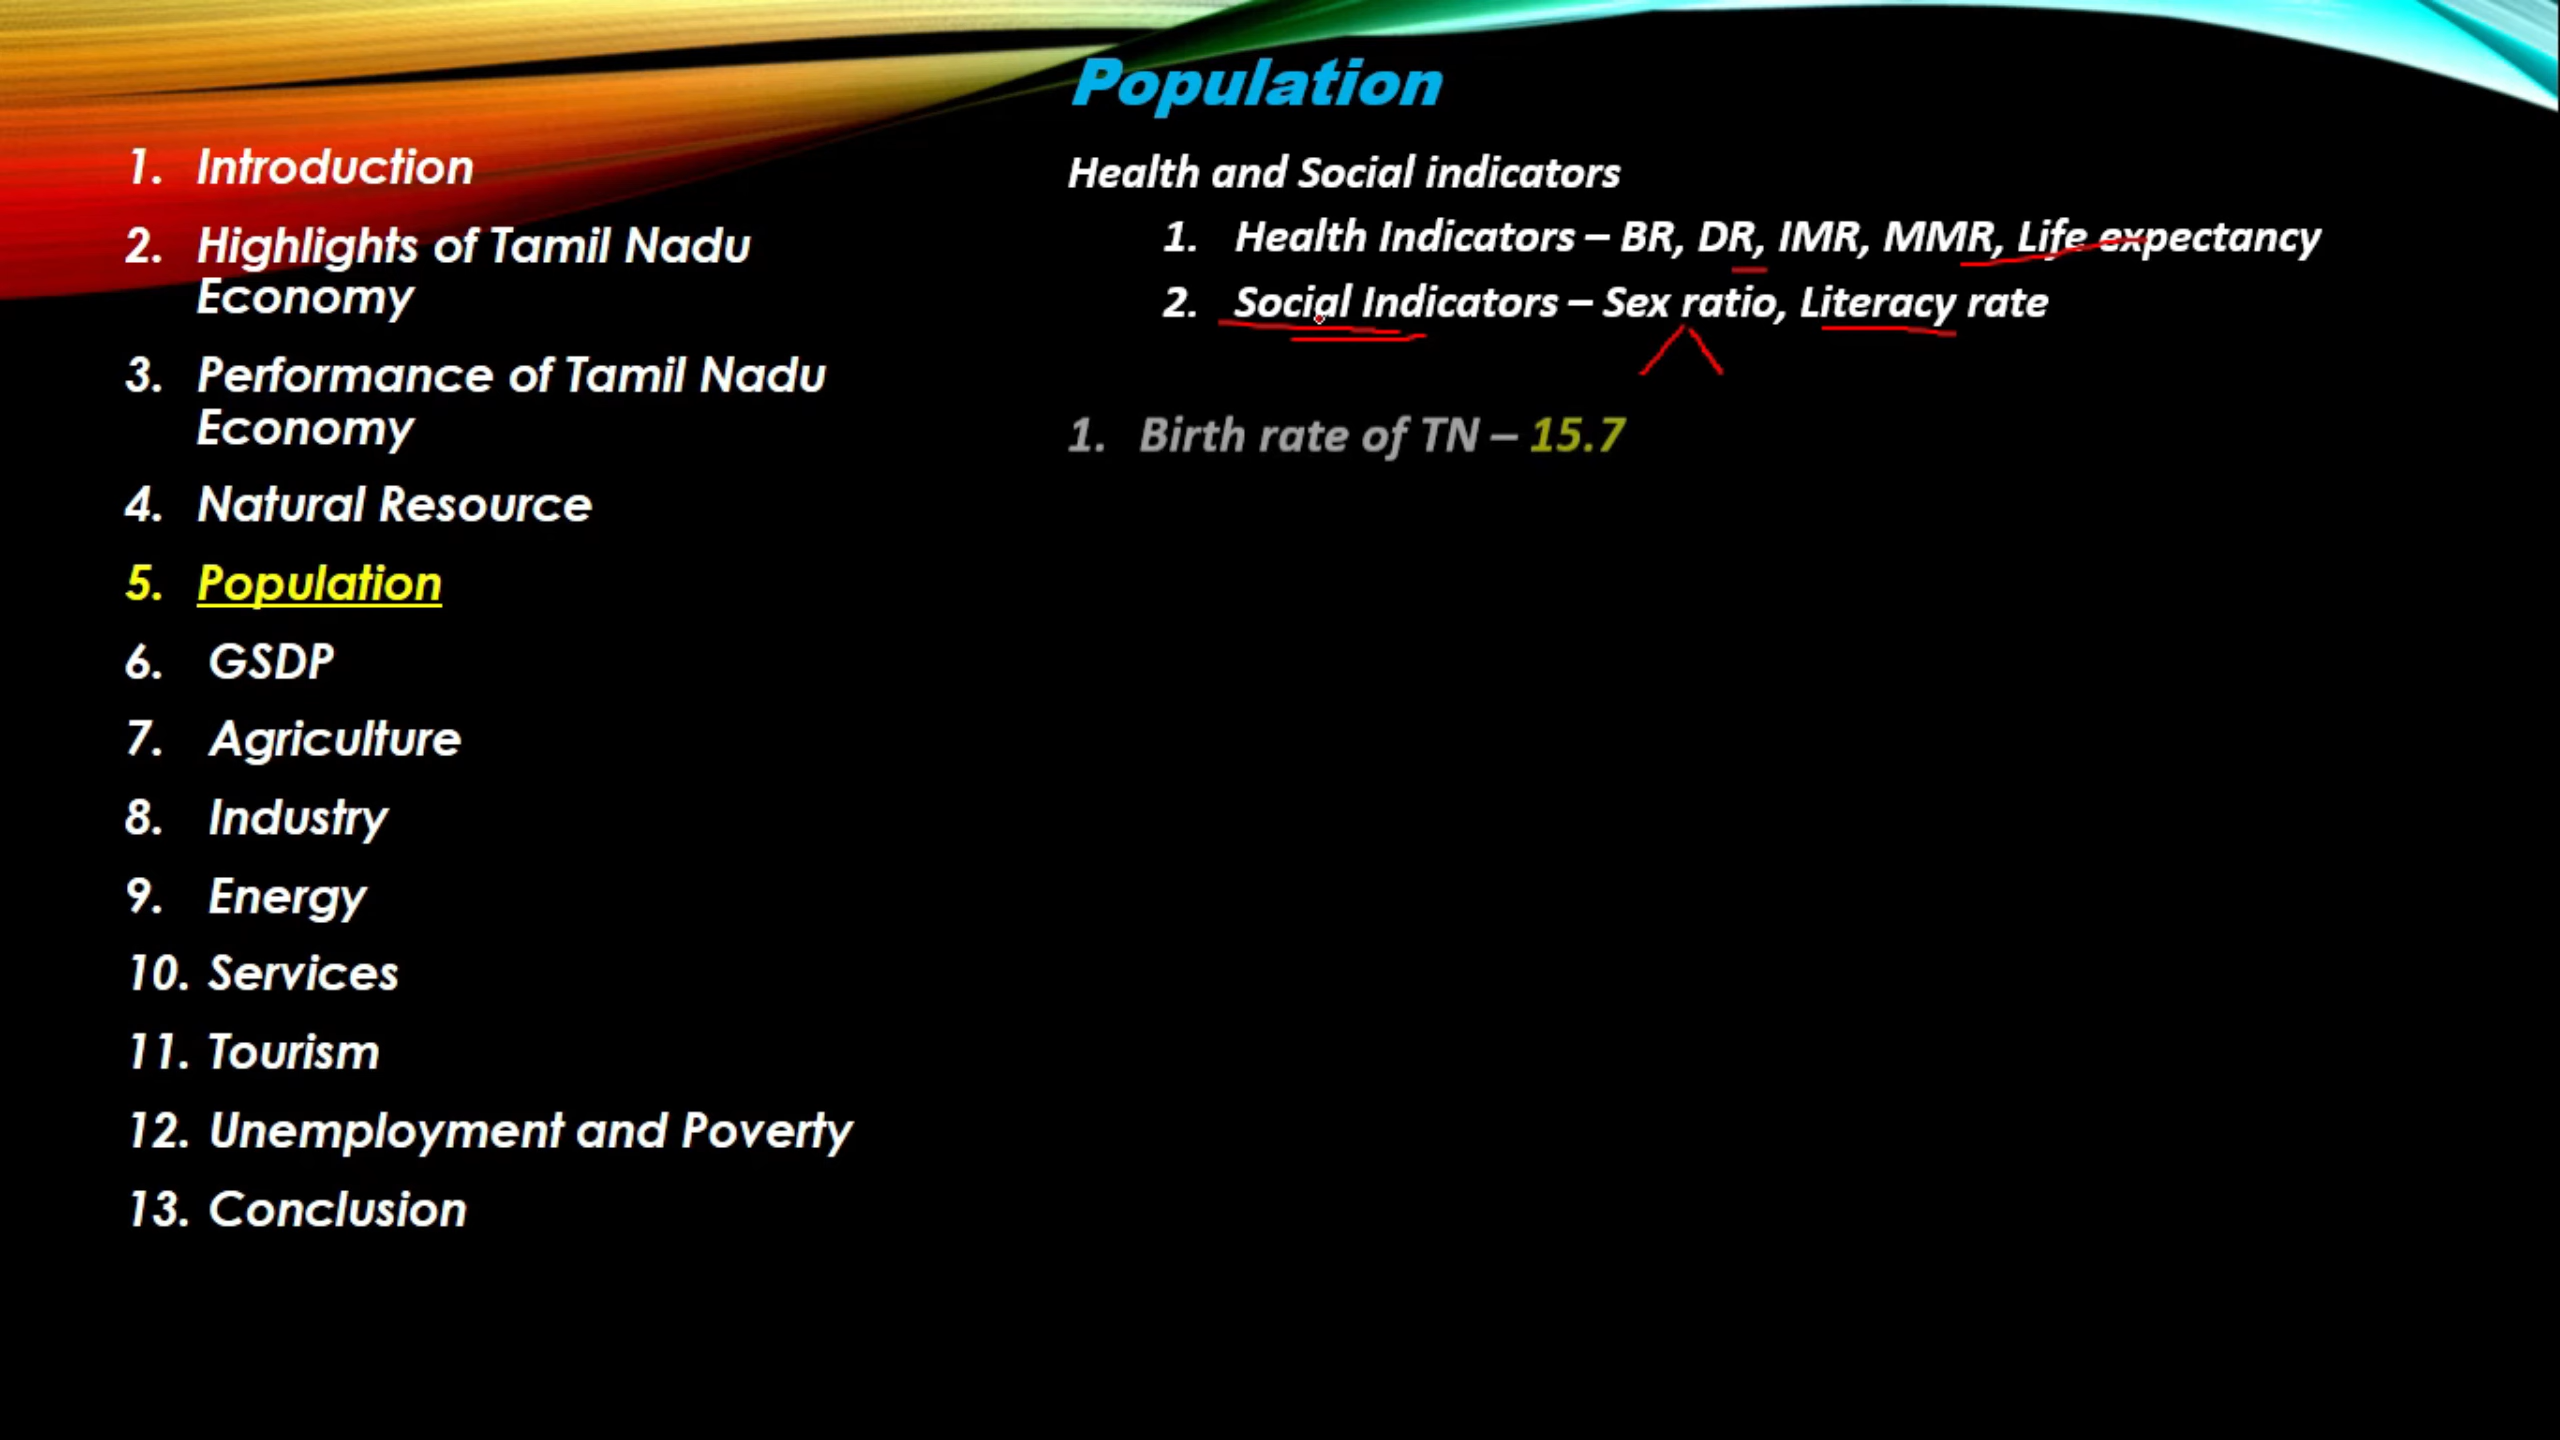 1. Introduction
2. Highlights of Tamil Nadu
Economy
3. Performance of Tamil Nadu
Economy
4. Natural Resource
5. Population
6. GSDP
7. Agriculture
8. Industry
9. Energy
10. Services
11. Tourism
12. Unemployment and Poverty
13. Conclusion
Population
Health and Social indicators
1. Health Indicators – BR, DR, IMR, MMR, Life expectancy
2. Social Indicators – Sex ratio, Literacy rate
1. Birth rate of TN – 15.7